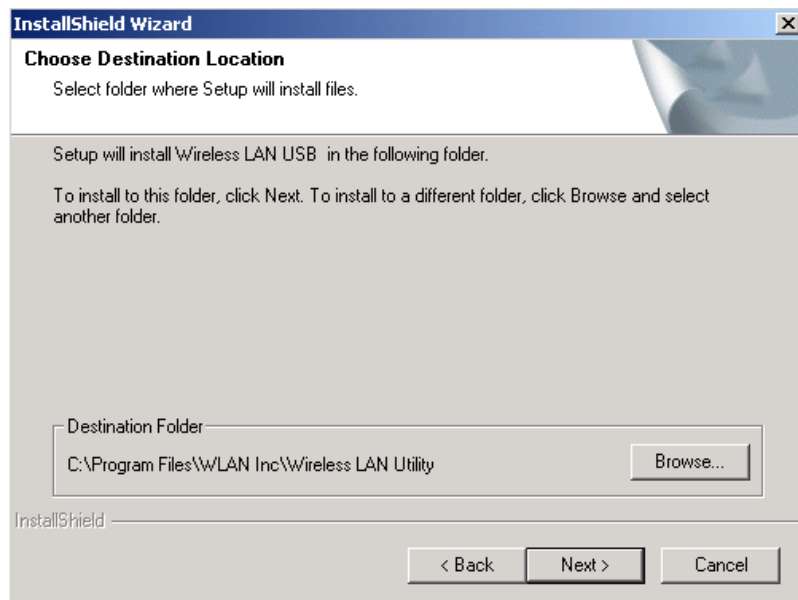 InstallShield Wizard
Choose Destination Location
Select folder where Setup will install files.
Setup will install Wireless LAN USB  in the following folder.
To install to this folder, click Next. To install to a different folder, click Browse and select
another folder.
Destination Folder
C:\Program Files\WLAN Inc\Wireless LAN Utility
Browse...
InstallShield
< Back
Next >
Cancel